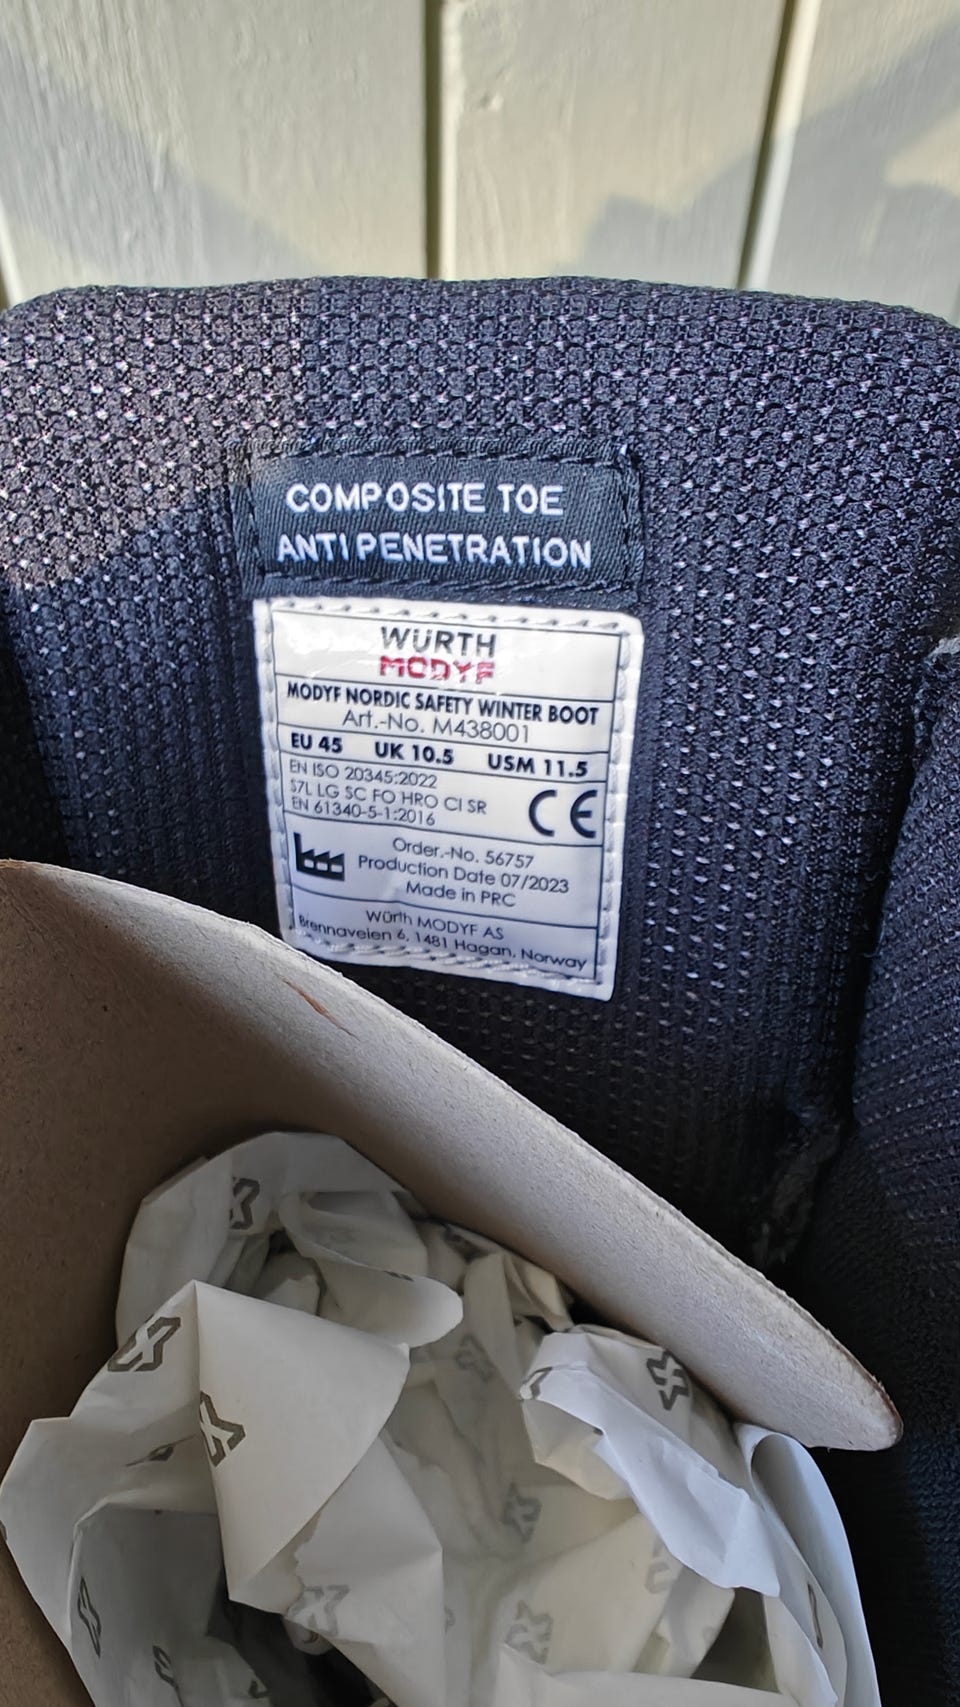 COMPOSITE TOE
ANTI PENETRATION
WÜRTH
MODYF
MODYF NORDIC SAFETY WINTER BOOT
Art.-No. M438001
EU 45 UK 10.5 USM 11.5
EN ISO 20345:2022
S7L LG SC FO HRO CI SR
EN 61340-5-1:2016
CE
Order.-No. 56757
Production Date 07/2023
Made in PRC
Würth MODYF AS
Brennaveien 6, 1481 Hagan, Norway